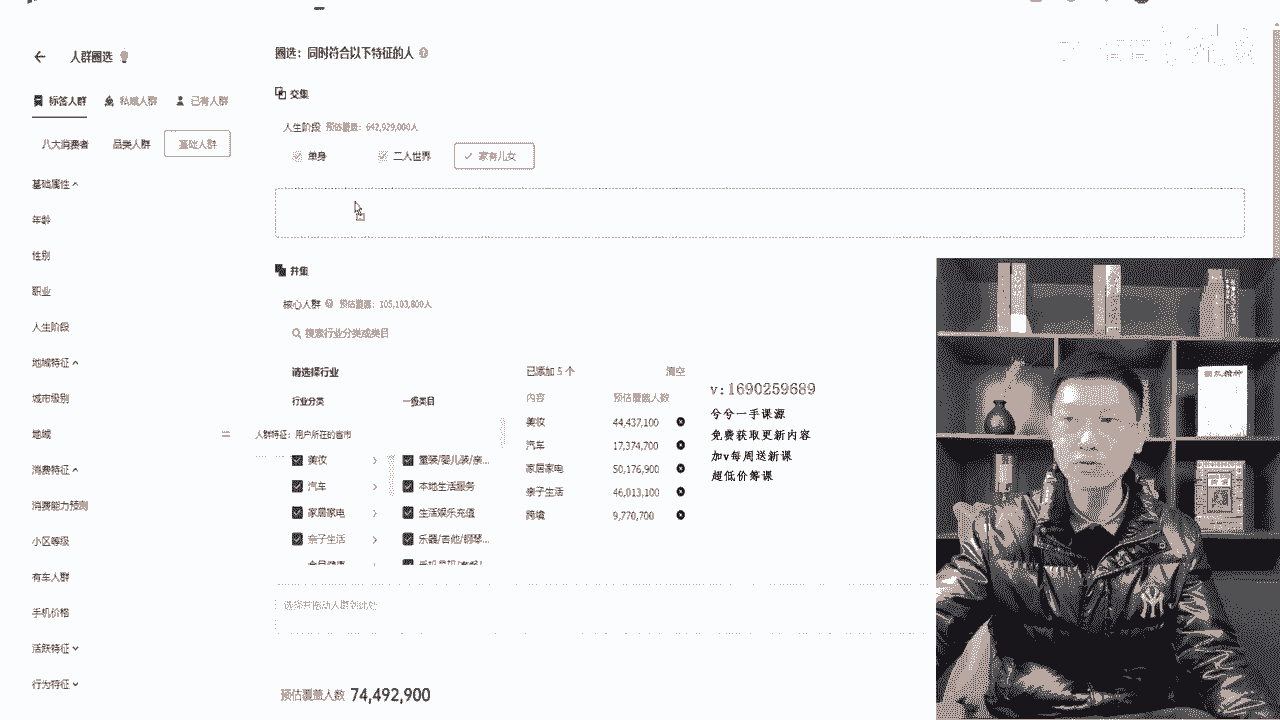 人群圈选
标签人群 私域人群 已有人群
八大消费者 品类人群 基础人群
基础属性
年龄
性别
职业
人生阶段
地域特征
城市级别
地域
消费特征
消费能力预测
小区等级
有车人群
手机价格
活跃特征
行为特征
圈选：同时符合以下特征的人
交集
人生阶段 预估覆盖：642,929,000人
单身 二人世界 家有儿女
并集
核心人群 预估覆盖：105,103,800人
搜索行业分类或类目
请选择行业
行业分类 一级类目
人群特征：用户所在的省市
美妆 童装/婴儿装/亲...
汽车 本地生活服务
家居家电 生活娱乐充值
亲子生活 乐器/吉他/钢琴...
已添加 5 个 清空
内容 预估覆盖人数
美妆 44,437,100
汽车 17,374,700
家居家电 50,176,900
亲子生活 46,013,100
跨境 9,770,700
选择并拖动人群到此处
预估覆盖人数 74,492,900
v:1690259689
兮兮一手课源
免费获取更新内容
加v每周送新课
超低价筹课
NY